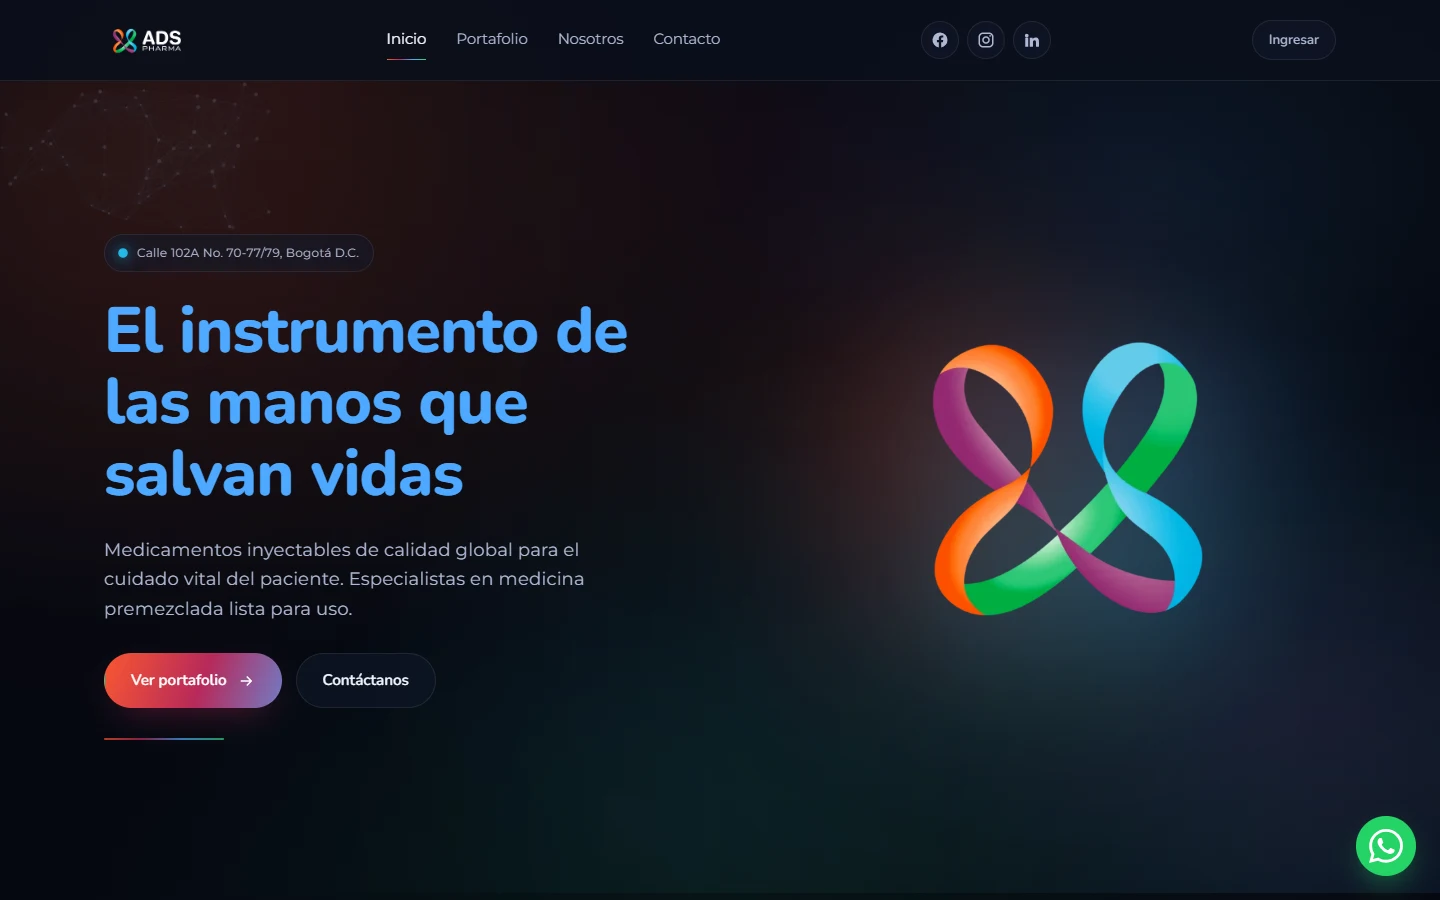 ADS
PHARMA
Inicio
Portafolio
Nosotros
Contacto
Ingresar
Calle 102A No. 70-77/79, Bogotá D.C.
El instrumento de
las manos que
salvan vidas
Medicamentos inyectables de calidad global para el
cuidado vital del paciente. Especialistas en medicina
premezclada lista para uso.
Ver portafolio →
Contáctanos